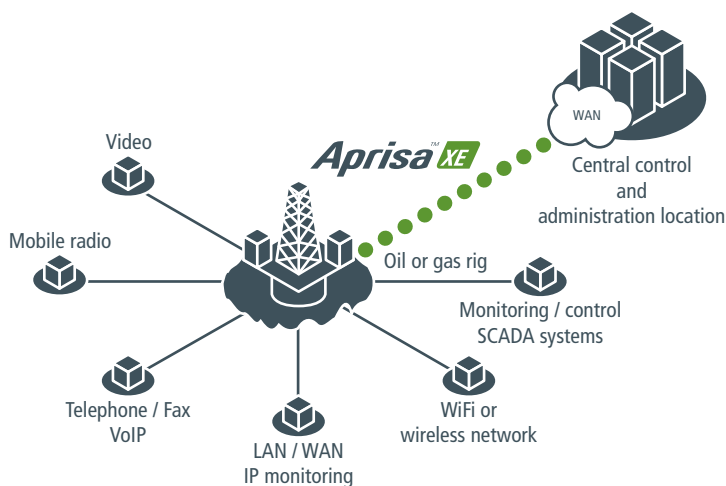 Video
Aprisa™ XE
WAN
Central control
and
administration location
Mobile radio
Oil or gas rig
Monitoring / control
SCADA systems
Telephone / Fax
VoIP
WiFi or
wireless network
LAN / WAN
IP monitoring